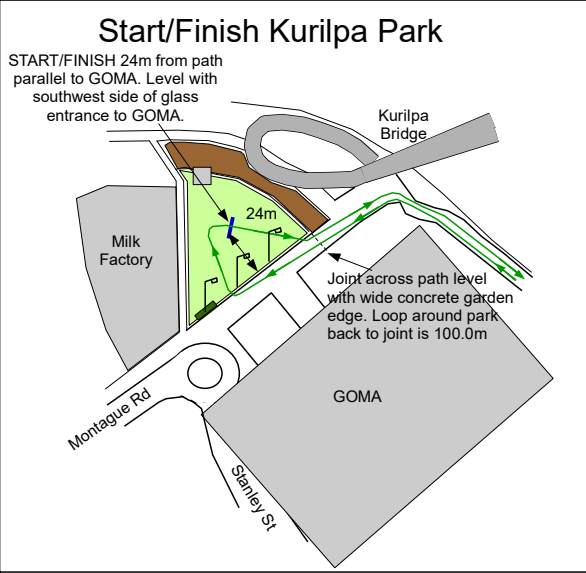 Start/Finish Kurilpa Park
START/FINISH 24m from path
parallel to GOMA. Level with
southwest side of glass
entrance to GOMA.
Kurilpa
Bridge
24m
Milk
Factory
Joint across path level
with wide concrete garden
edge. Loop around park
back to joint is 100.0m
GOMA
Montague Rd
Stanley St